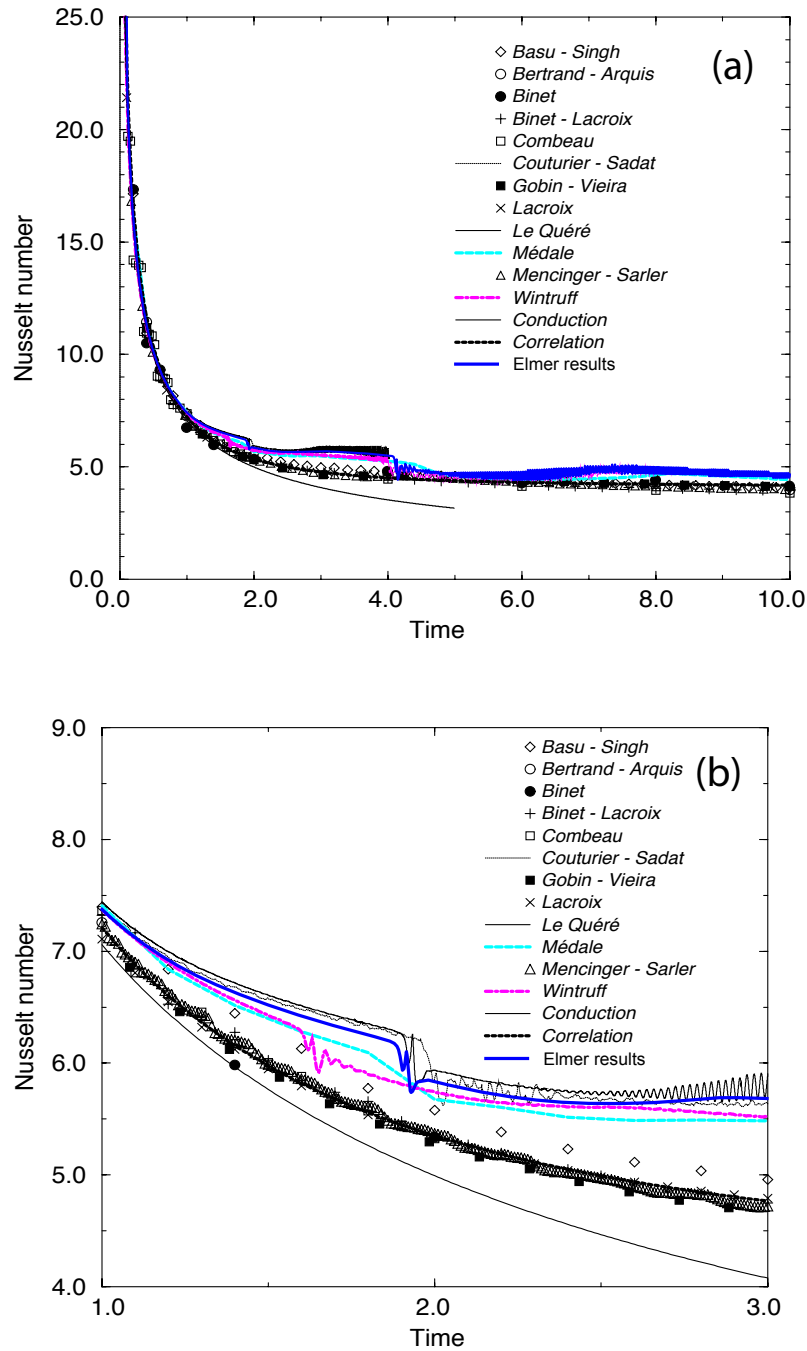 25.0
20.0
15.0
10.0
5.0
0.0
Nusselt number
(a)
Basu - Singh
Bertrand - Arquis
Binet
Binet - Lacroix
Combeau
Couturier - Sadat
Gobin - Vieira
Lacroix
Le Quéré
Médale
Mencinger - Sarler
Wintruff
Conduction
Correlation
Elmer results
0.0 2.0 4.0 6.0 8.0 10.0
Time
9.0
8.0
7.0
6.0
5.0
4.0
Nusselt number
(b)
Basu - Singh
Bertrand - Arquis
Binet
Binet - Lacroix
Combeau
Couturier - Sadat
Gobin - Vieira
Lacroix
Le Quéré
Médale
Mencinger - Sarler
Wintruff
Conduction
Correlation
Elmer results
1.0 2.0 3.0
Time